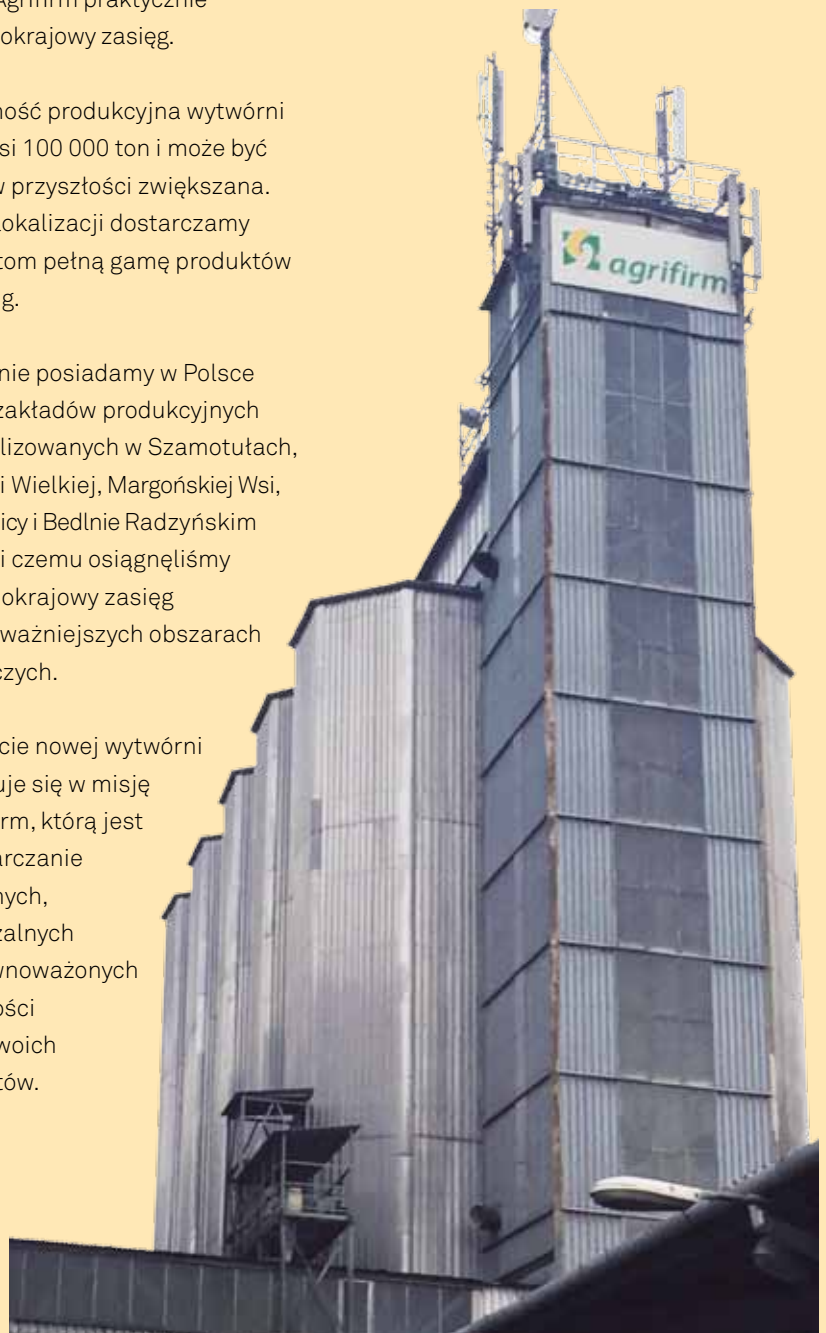 Agrifirm praktycznie
okrajowy zasięg.
ność produkcyjna wytwórni
si 100 000 ton i może być
w przyszłości zwiększana.
lokalizacji dostarczamy
tom pełną gamę produktów
g.
nie posiadamy w Polsce
zakładów produkcyjnych
lizowanych w Szamotułach,
i Wielkiej, Margońskiej Wsi,
icy i Bedlnie Radzyńskim
i czemu osiągnęliśmy
okrajowy zasięg
ważniejszych obszarach
czych.
cie nowej wytwórni
uje się w misję
rm, którą jest
arczanie
nych,
zalnych
wnoważonych
ości
woich
tów.
agrifirm